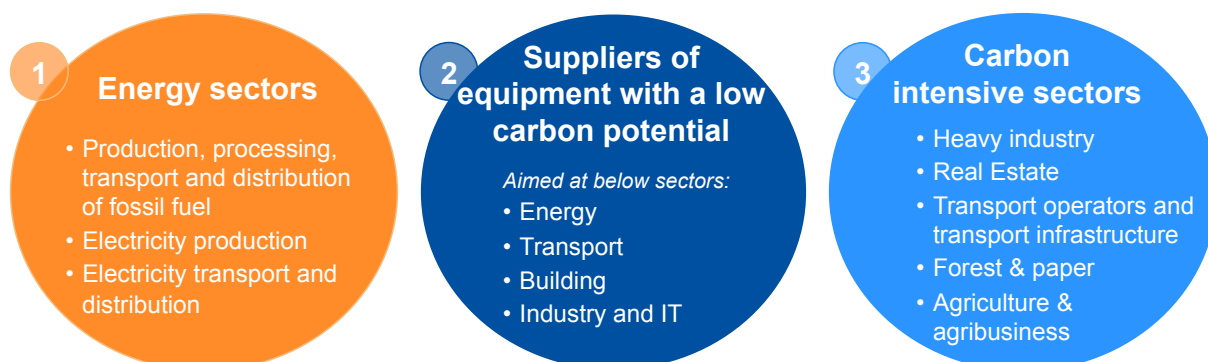 1
Energy sectors
• Production, processing,
transport and distribution
of fossil fuel
• Electricity production
• Electricity transport and
distribution
2
Suppliers of
equipment with a low
carbon potential
Aimed at below sectors:
• Energy
• Transport
• Building
• Industry and IT
3
Carbon
intensive sectors
• Heavy industry
• Real Estate
• Transport operators and
transport infrastructure
• Forest & paper
• Agriculture &
agribusiness